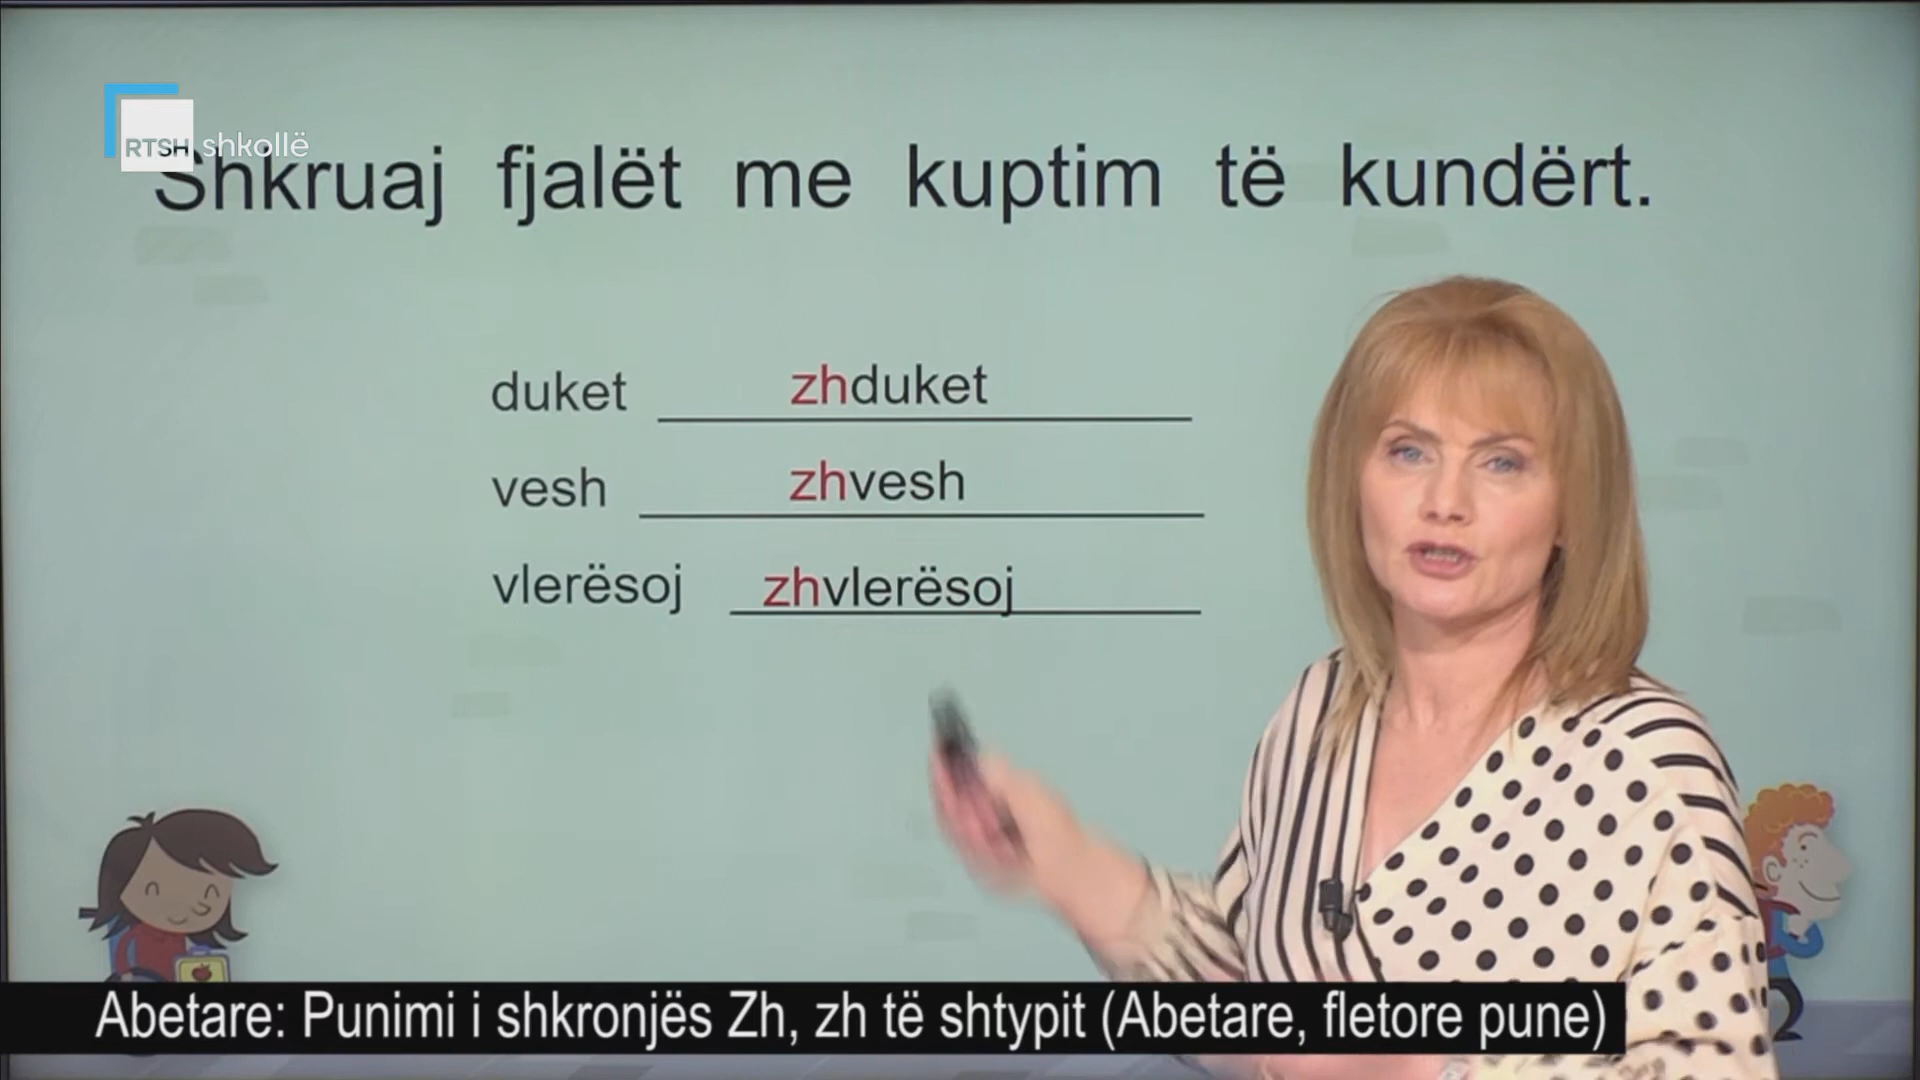 RTSH shkollë
Shkruaj fjalët me kuptim të kundërt.
duket zhduket
vesh zhvesh
vlerësoj zhvlerësoj
Abetare: Punimi i shkronjës Zh, zh të shtypit (Abetare, fletore pune)